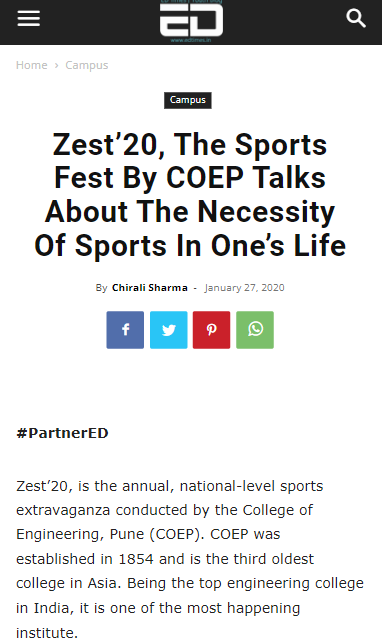 ED
www.edtimes.in
Home › Campus
Campus
Zest’20, The Sports
Fest By COEP Talks
About The Necessity
Of Sports In One’s Life
By Chirali Sharma - January 27, 2020
#PartnerED
Zest’20, is the annual, national-level sports
extravaganza conducted by the College of
Engineering, Pune (COEP). COEP was
established in 1854 and is the third oldest
college in Asia. Being the top engineering college
in India, it is one of the most happening
institute.